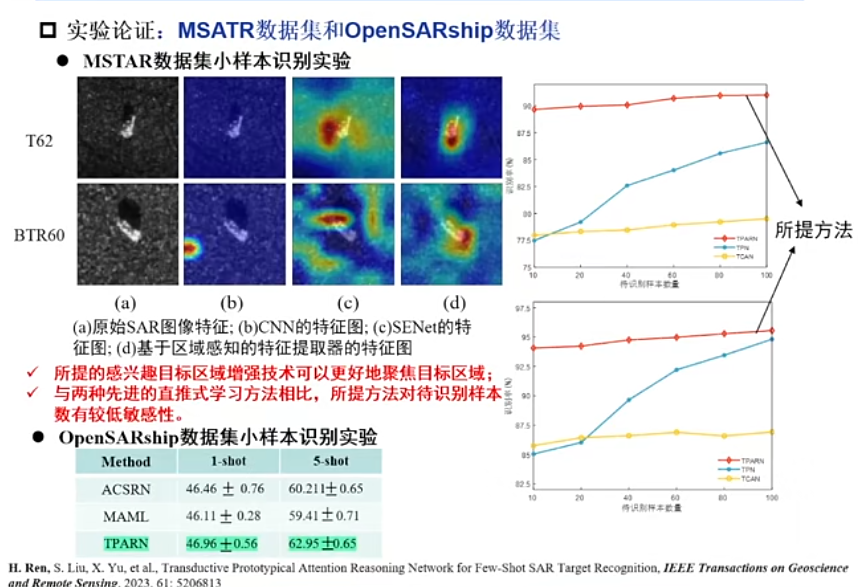 实验论证：MSATR数据集和OpenSARship数据集
MSTAR数据集小样本识别实验
T62
BTR60
(a) (b) (c) (d)
(a)原始SAR图像特征; (b)CNN的特征图; (c)SENet的特
征图; (d)基于区域感知的特征提取器的特征图
所提的感兴趣目标区域增强技术可以更好地聚焦目标区域；
与两种先进的直推式学习方法相比，所提方法对待识别样本
数有较低敏感性。
OpenSARship数据集小样本识别实验
Method 1-shot 5-shot
ACSRN 46.46 ± 0.76 60.211± 0.65
MAML 46.11 ± 0.28 59.41 ± 0.71
TPARN 46.96 ±0.56 62.95 ±0.65
识别率(%)
90
87.5
85
82.5
80
77.5
75
10 20 40 60 80 100
待识别样本数量
TPARN
TPN
TCAN
所提方法
识别率(%)
97.5
95
92.5
90
87.5
85
82.5
10 20 40 60 80 100
待识别样本数量
TPARN
TPN
TCAN
H. Ren, S. Liu, X. Yu, et al., Transductive Prototypical Attention Reasoning Network for Few-Shot SAR Target Recognition, IEEE Transactions on Geoscience
and Remote Sensing, 2023, 61: 5206813